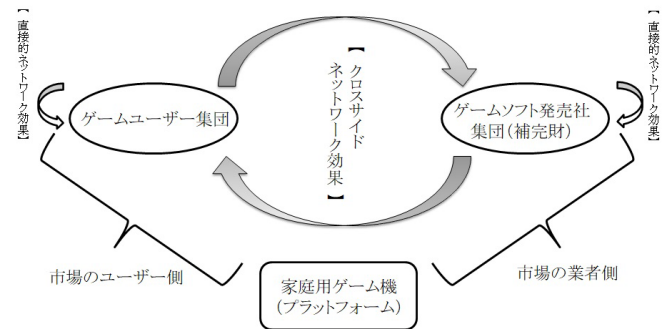 【直接的ネットワーク効果】
ゲームユーザー集団
【クロスサイド
ネットワーク効果】
ゲームソフト発売社
集団(補完財)
【直接的ネットワーク効果】
市場のユーザー側
家庭用ゲーム機
(プラットフォーム)
市場の業者側